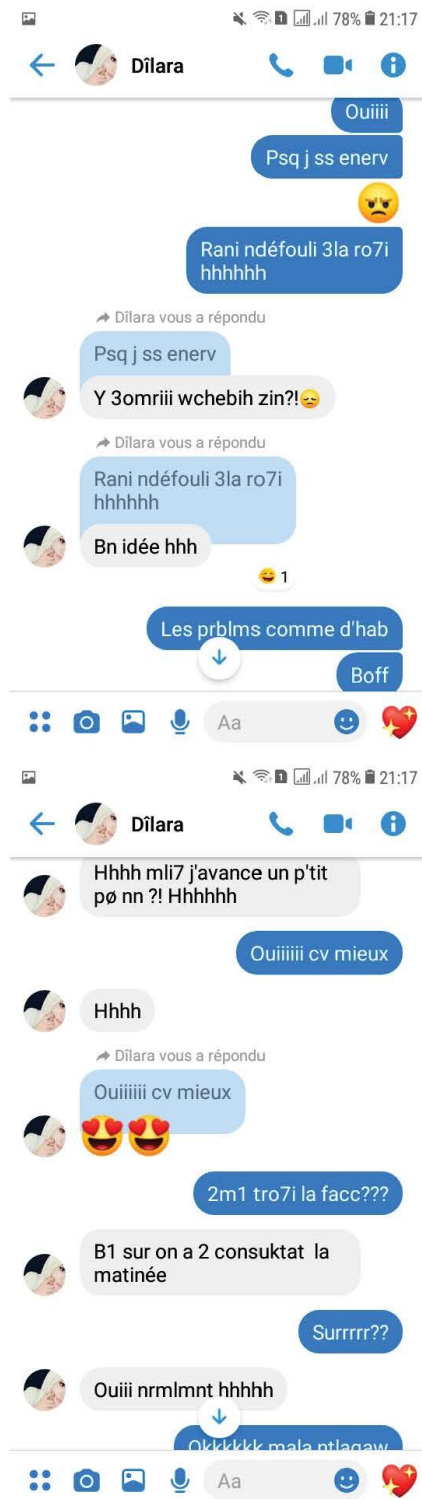 78% 21:17
Dîlara
Ouiiii
Psq j ss enerv
Rani ndéfouli 3la ro7i
hhhhhh
Dîlara vous a répondu
Psq j ss enerv
Y 3omriii wchebih zin?!
Dîlara vous a répondu
Rani ndéfouli 3la ro7i
hhhhhh
Bn idée hhh
1
Les prblms comme d'hab
Boff
Aa
78% 21:17
Dîlara
Hhhh mli7 j'avance un p'tit
pø nn ?! Hhhhhh
Ouiiiiii cv mieux
Hhhh
Dîlara vous a répondu
Ouiiiiii cv mieux
2m1 tro7i la facc???
B1 sur on a 2 consuktat la
matinée
Surrrrr??
Ouiii nrmlmnt hhhhh
Okkkkkk mala ntlagaw
Aa